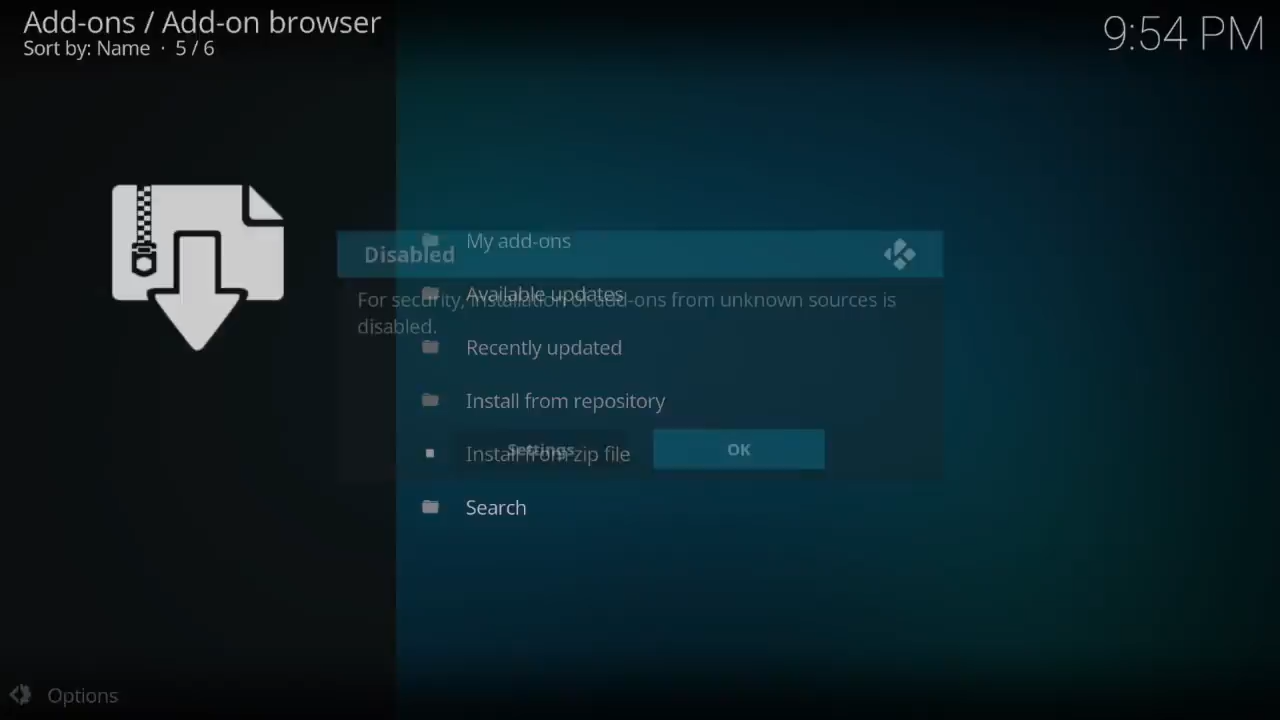 Add-ons / Add-on browser
Sort by: Name · 5 / 6
9:54 PM
My add-ons
Disabled
Available updates
For security, installation of add-ons from unknown sources is
disabled.
Recently updated
Install from repository
Settings
OK
Install from zip file
Search
Options